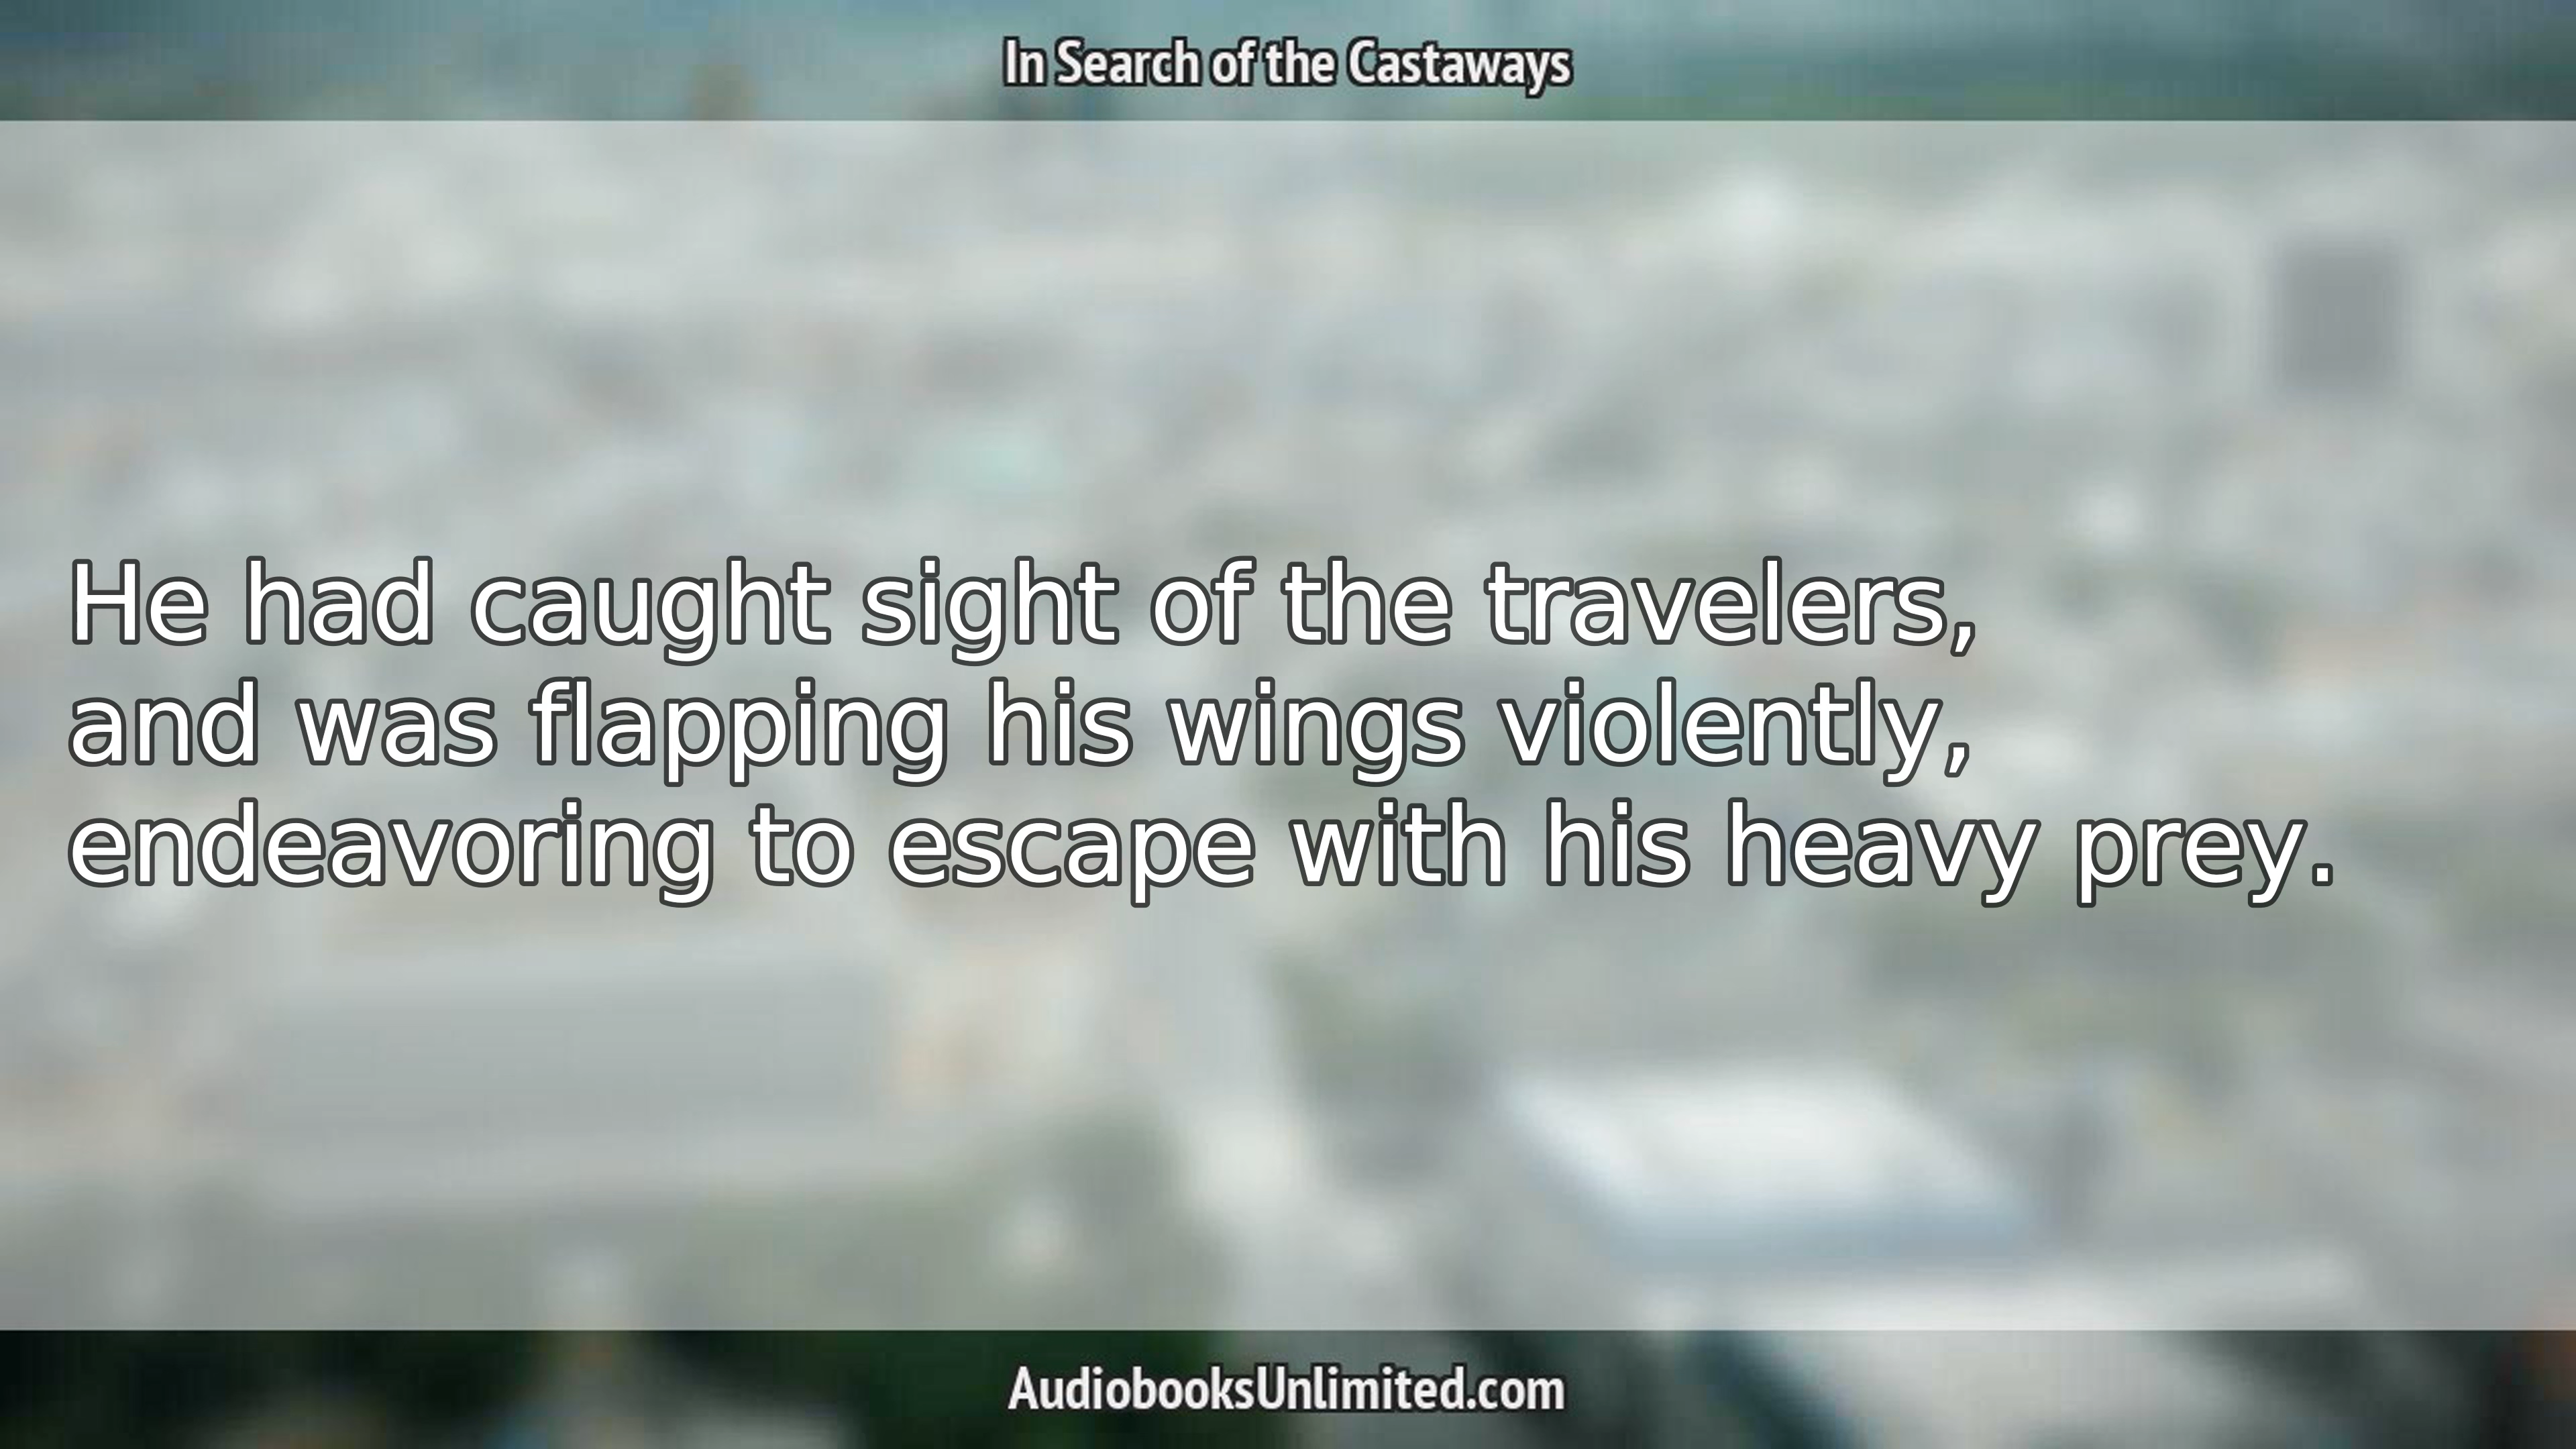 In Search of the Castaways
He had caught sight of the travelers,
and was flapping his wings violently,
endeavoring to escape with his heavy prey.
AudiobooksUnlimited.com